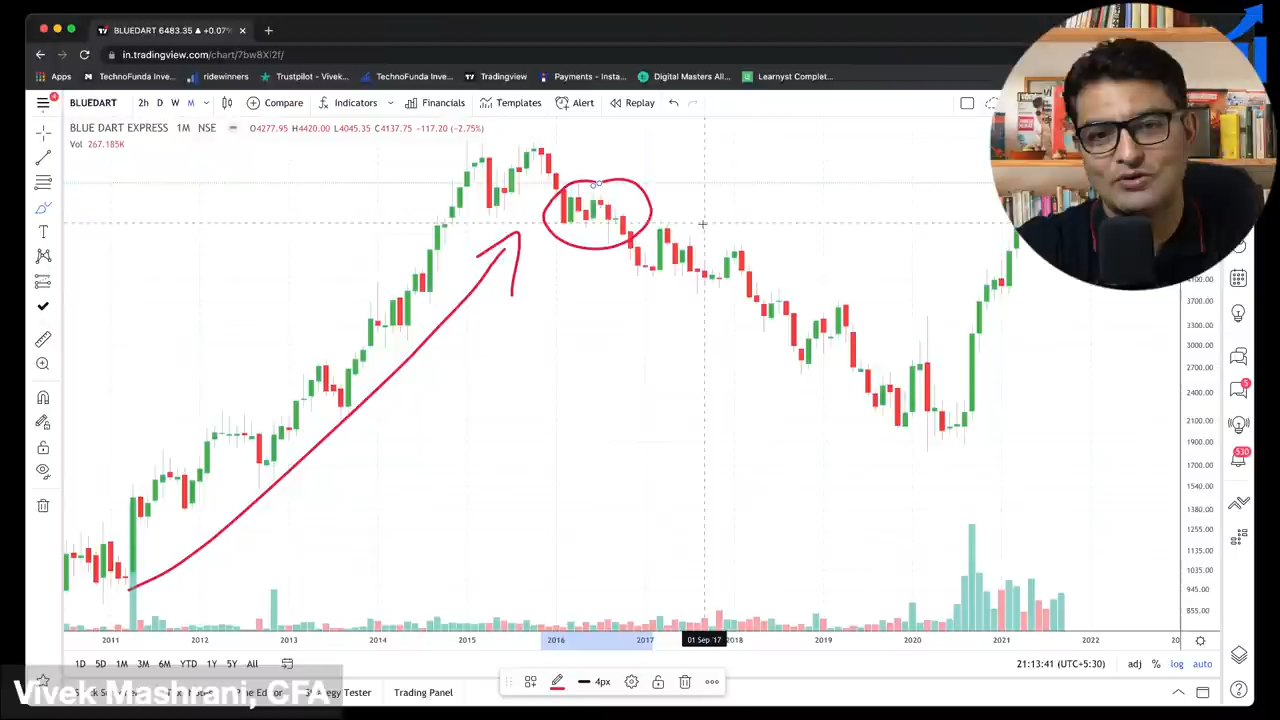 BLUEDART 6483.35 ▲ +0.07%
in.tradingview.com/chart/7bw8XI2f/
Apps TechnoFunda Inve... ridewinners Trustpilot - Vivek... TechnoFunda Inve... Tradingview Payments - Insta... Digital Masters All... Learnyst Complet...
4 BLUEDART 2h D W M Compare Indicators Financials Templates Alert Replay
BLUE DART EXPRESS 1M NSE O4277.95 H4420.00 L4045.35 C4137.75 -117.20 (-2.75%)
Vol 267.185K
3700.00
3300.00
3000.00
2700.00
2400.00
2100.00
1900.00
1700.00
1540.00
1380.00
1255.00
1135.00
1035.00
945.00
855.00
5
530
2011 2012 2013 2014 2015 2016 2017 01 Sep '17 2018 2019 2020 2021 2022 20
1D 5D 1M 3M 6M YTD 1Y 5Y All 21:13:41 (UTC+5:30) adj % log auto
4px
Vivek Mashrani, CFA
Tester Trading Panel